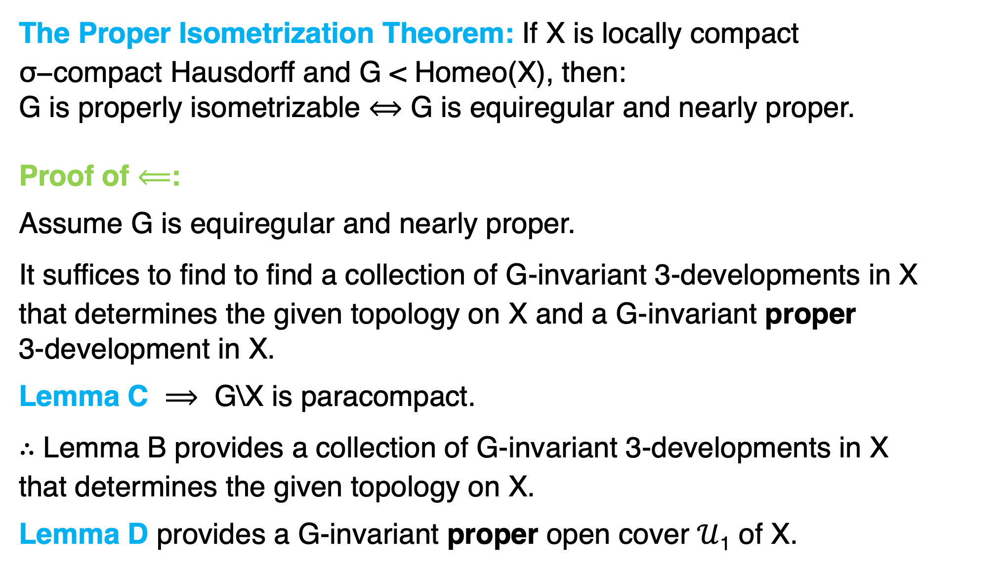 The Proper Isometrization Theorem: If X is locally compact
σ–compact Hausdorff and G < Homeo(X), then:
G is properly isometrizable ⟺ G is equiregular and nearly proper.
Proof of ⟸:
Assume G is equiregular and nearly proper.
It suffices to find to find a collection of G-invariant 3-developments in X
that determines the given topology on X and a G-invariant proper
3-development in X.
Lemma C ⟹ G\X is paracompact.
∴ Lemma B provides a collection of G-invariant 3-developments in X
that determines the given topology on X.
Lemma D provides a G-invariant proper open cover 𝒰₁ of X.